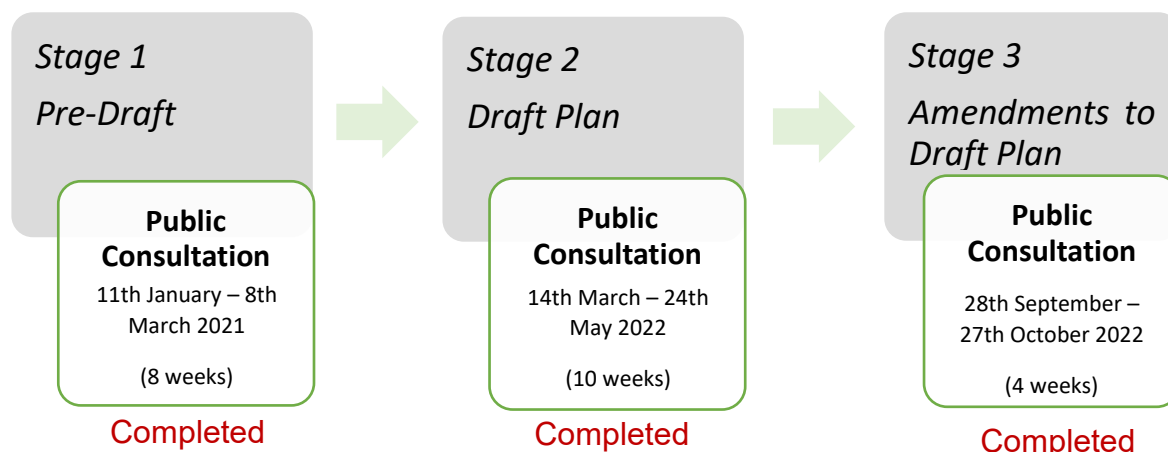 Stage 1
Pre-Draft
Public
Consultation
11th January – 8th
March 2021
(8 weeks)
Completed
Stage 2
Draft Plan
Public
Consultation
14th March – 24th
May 2022
(10 weeks)
Completed
Stage 3
Amendments to
Draft Plan
Public
Consultation
28th September –
27th October 2022
(4 weeks)
Completed